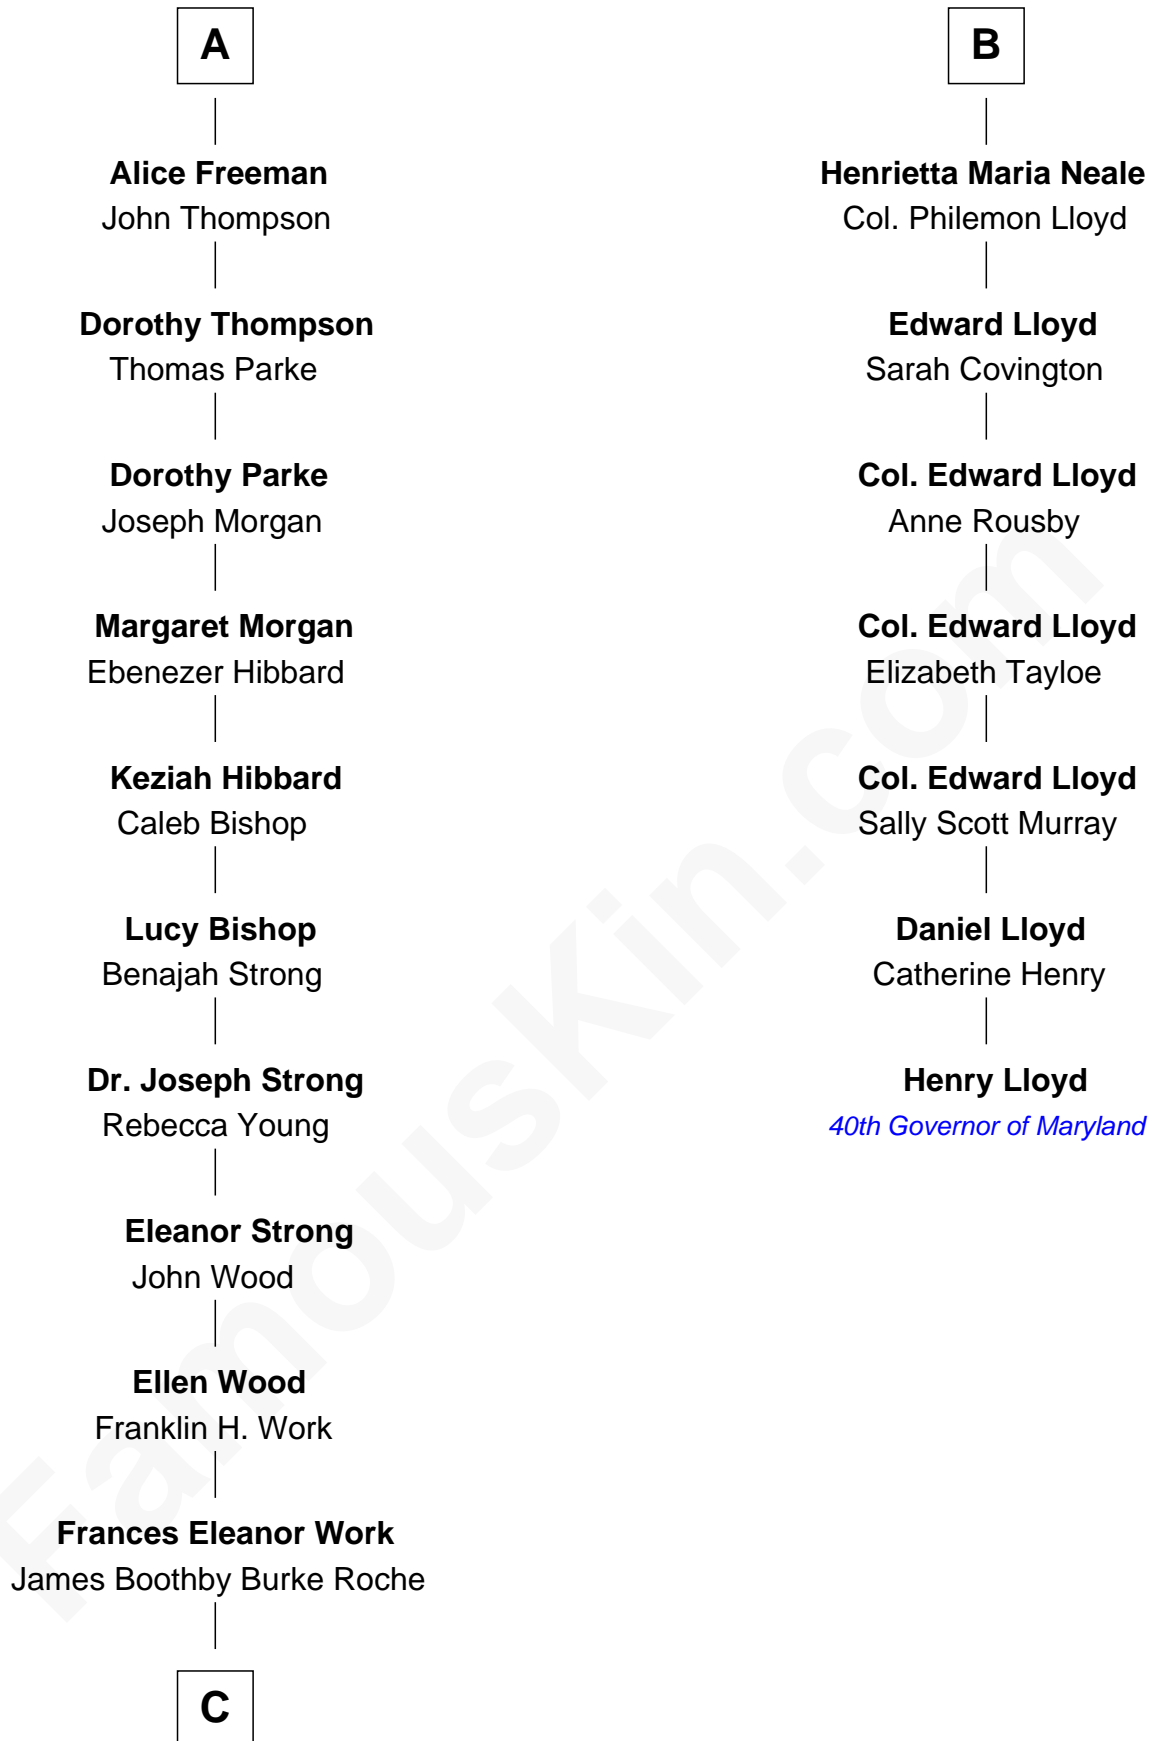 A
Alice Freeman
John Thompson
Dorothy Thompson
Thomas Parke
Dorothy Parke
Joseph Morgan
Margaret Morgan
Ebenezer Hibbard
Keziah Hibbard
Caleb Bishop
Lucy Bishop
Benajah Strong
Dr. Joseph Strong
Rebecca Young
Eleanor Strong
John Wood
Ellen Wood
Franklin H. Work
Frances Eleanor Work
James Boothby Burke Roche
C
B
Henrietta Maria Neale
Col. Philemon Lloyd
Edward Lloyd
Sarah Covington
Col. Edward Lloyd
Anne Rousby
Col. Edward Lloyd
Elizabeth Tayloe
Col. Edward Lloyd
Sally Scott Murray
Daniel Lloyd
Catherine Henry
Henry Lloyd
40th Governor of Maryland
FamousKin.com